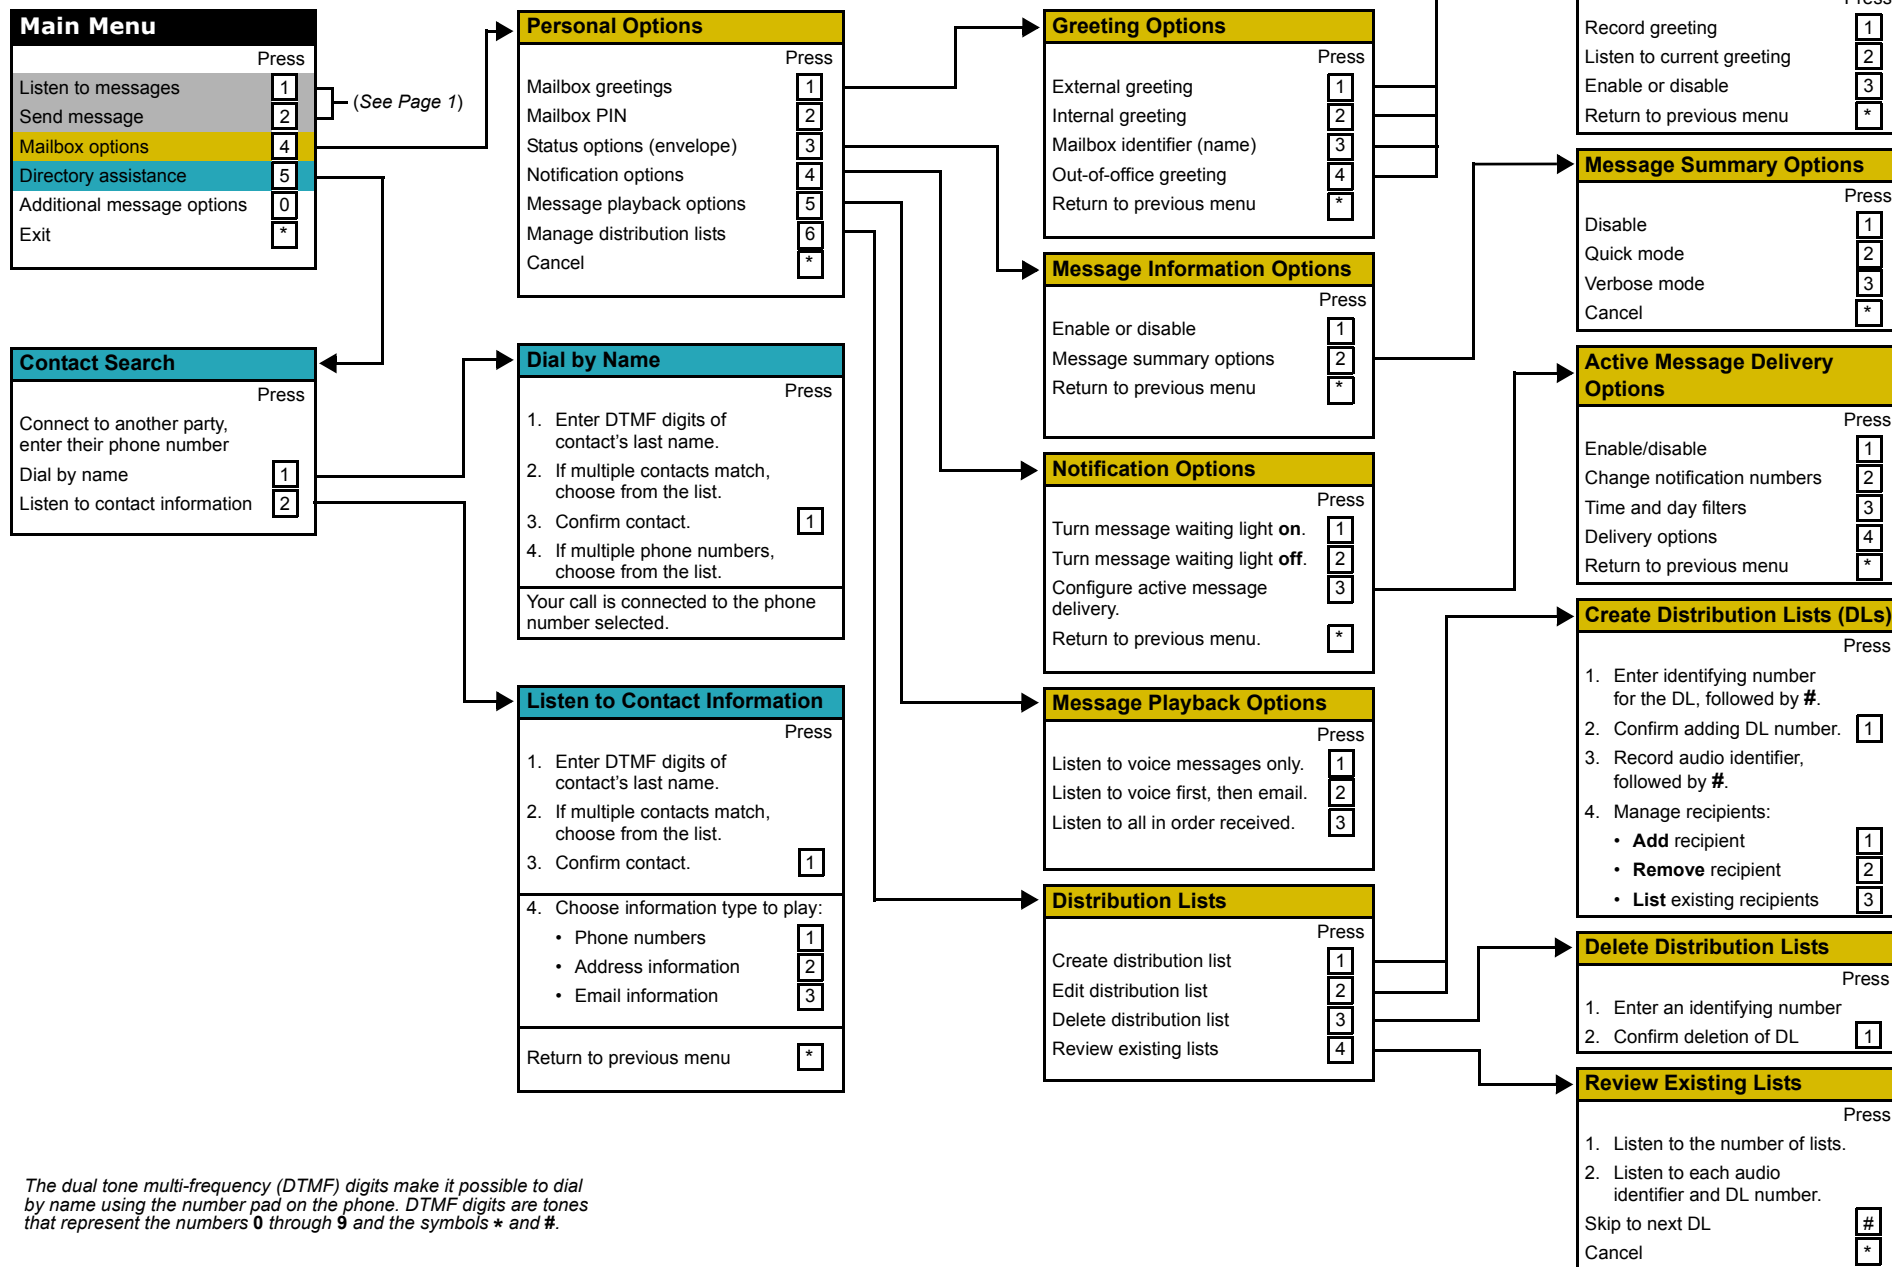 Main Menu
Press
Listen to messages 1
Send message 2
(See Page 1)
Mailbox options 4
Directory assistance 5
Additional message options 0
Exit *
Contact Search
Press
Connect to another party,
enter their phone number
Dial by name 1
Listen to contact information 2
Personal Options
Press
Mailbox greetings 1
Mailbox PIN 2
Status options (envelope) 3
Notification options 4
Message playback options 5
Manage distribution lists 6
Cancel *
Dial by Name
Press
1. Enter DTMF digits of
contact's last name.
2. If multiple contacts match,
choose from the list.
3. Confirm contact. 1
4. If multiple phone numbers,
choose from the list.
Your call is connected to the phone
number selected.
Listen to Contact Information
Press
1. Enter DTMF digits of
contact's last name.
2. If multiple contacts match,
choose from the list.
3. Confirm contact. 1
4. Choose information type to play:
• Phone numbers 1
• Address information 2
• Email information 3
Return to previous menu *
Greeting Options
Press
External greeting 1
Internal greeting 2
Mailbox identifier (name) 3
Out-of-office greeting 4
Return to previous menu *
Message Information Options
Press
Enable or disable 1
Message summary options 2
Return to previous menu *
Notification Options
Press
Turn message waiting light on. 1
Turn message waiting light off. 2
Configure active message 3
delivery.
Return to previous menu. *
Message Playback Options
Press
Listen to voice messages only. 1
Listen to voice first, then email. 2
Listen to all in order received. 3
Distribution Lists
Press
Create distribution list 1
Edit distribution list 2
Delete distribution list 3
Review existing lists 4
Press
Record greeting 1
Listen to current greeting 2
Enable or disable 3
Return to previous menu *
Message Summary Options
Press
Disable 1
Quick mode 2
Verbose mode 3
Cancel *
Active Message Delivery
Options
Press
Enable/disable 1
Change notification numbers 2
Time and day filters 3
Delivery options 4
Return to previous menu *
Create Distribution Lists (DLs)
Press
1. Enter identifying number
for the DL, followed by #.
2. Confirm adding DL number. 1
3. Record audio identifier,
followed by #.
4. Manage recipients:
• Add recipient 1
• Remove recipient 2
• List existing recipients 3
Delete Distribution Lists
Press
1. Enter an identifying number
2. Confirm deletion of DL 1
Review Existing Lists
Press
1. Listen to the number of lists.
2. Listen to each audio
identifier and DL number.
Skip to next DL #
Cancel *
The dual tone multi-frequency (DTMF) digits make it possible to dial
by name using the number pad on the phone. DTMF digits are tones
that represent the numbers 0 through 9 and the symbols * and #.